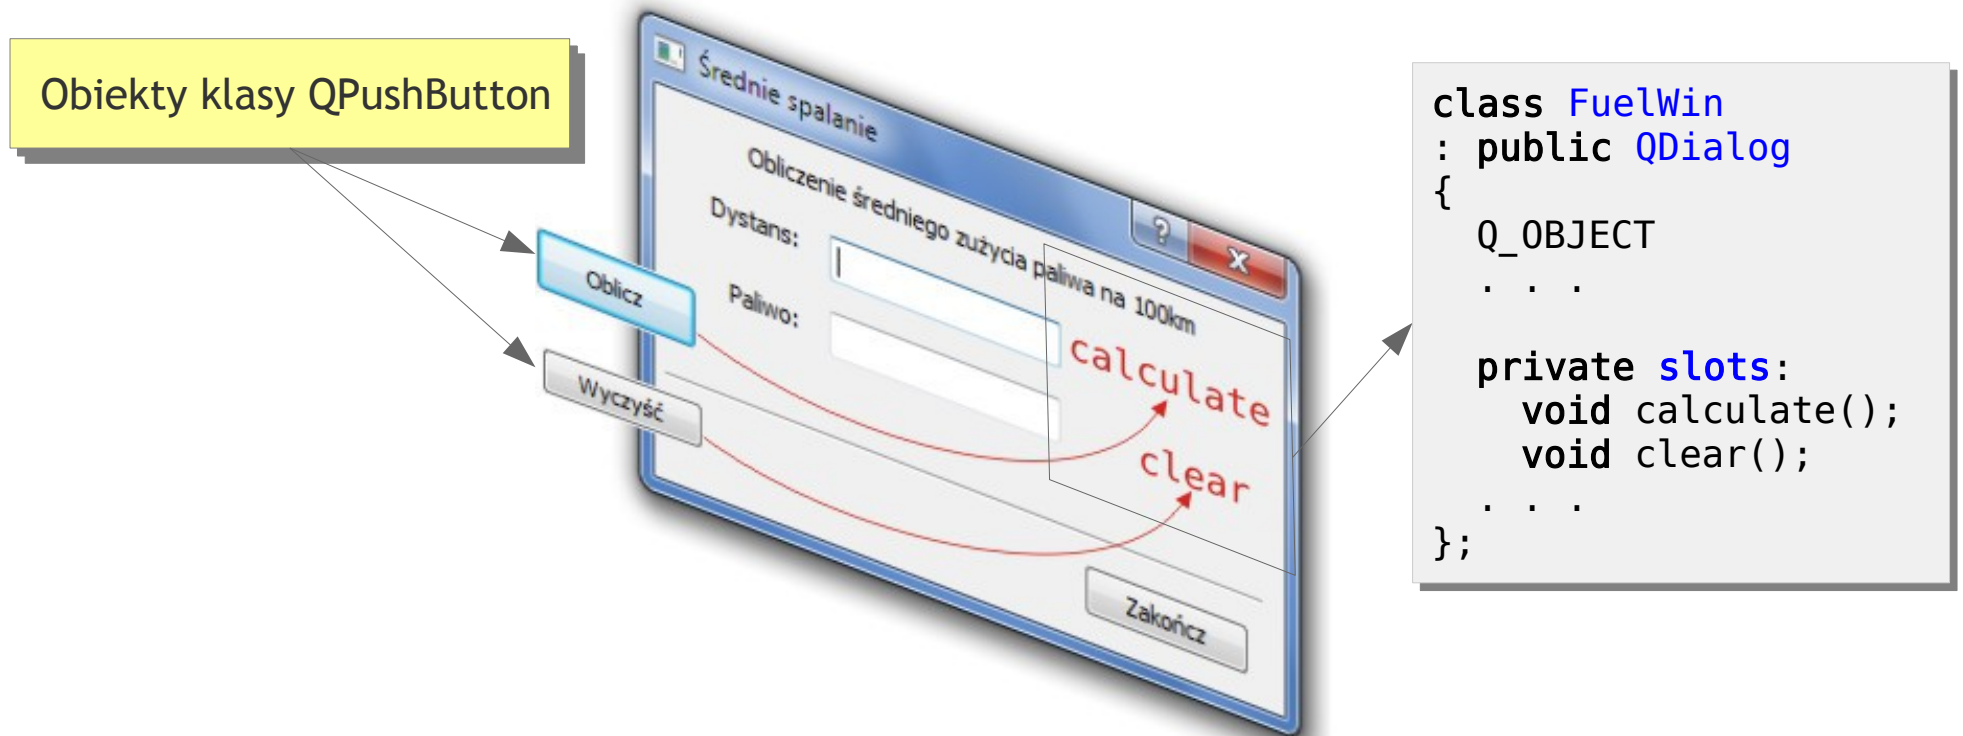 Obiekty klasy QPushButton
Średnie spalanie
?
x
Obliczenie średniego zużycia paliwa na 100km
Dystans:
Paliwo:
Oblicz
Wyczyść
calculate
clear
Zakończ
class FuelWin
: public QDialog
{
Q_OBJECT
. . .
private slots:
void calculate();
void clear();
. . .
};